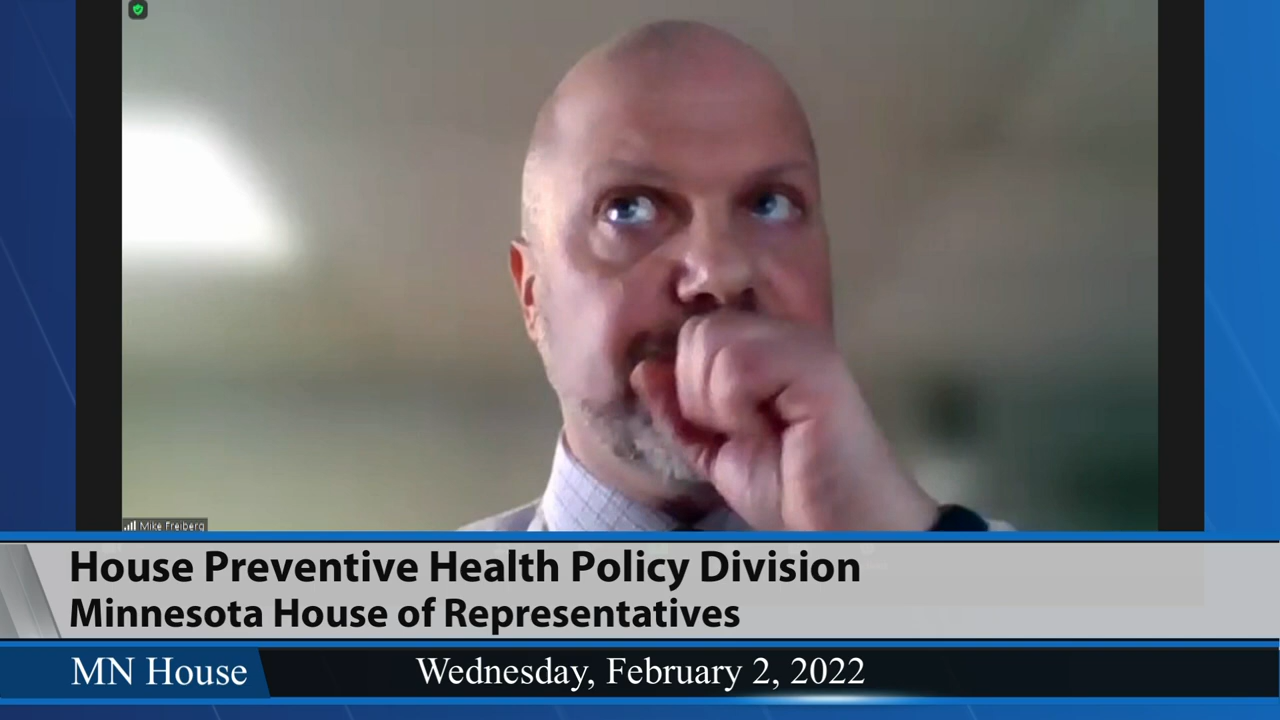 Mike Freiberg
House Preventive Health Policy Division
Minnesota House of Representatives
MN House
Wednesday, February 2, 2022